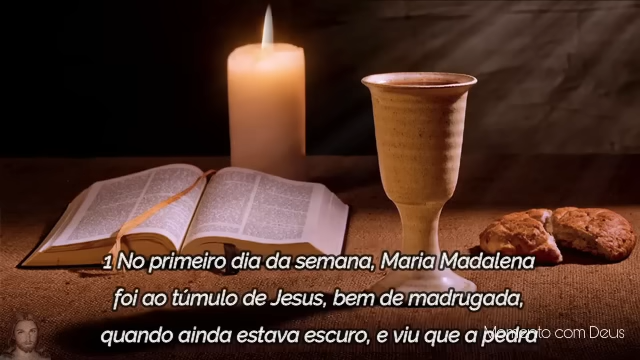 1 No primeiro dia da semana, Maria Madalena
foi ao túmulo de Jesus, bem de madrugada,
quando ainda estava escuro, e viu que a pedra
Momento com Deus